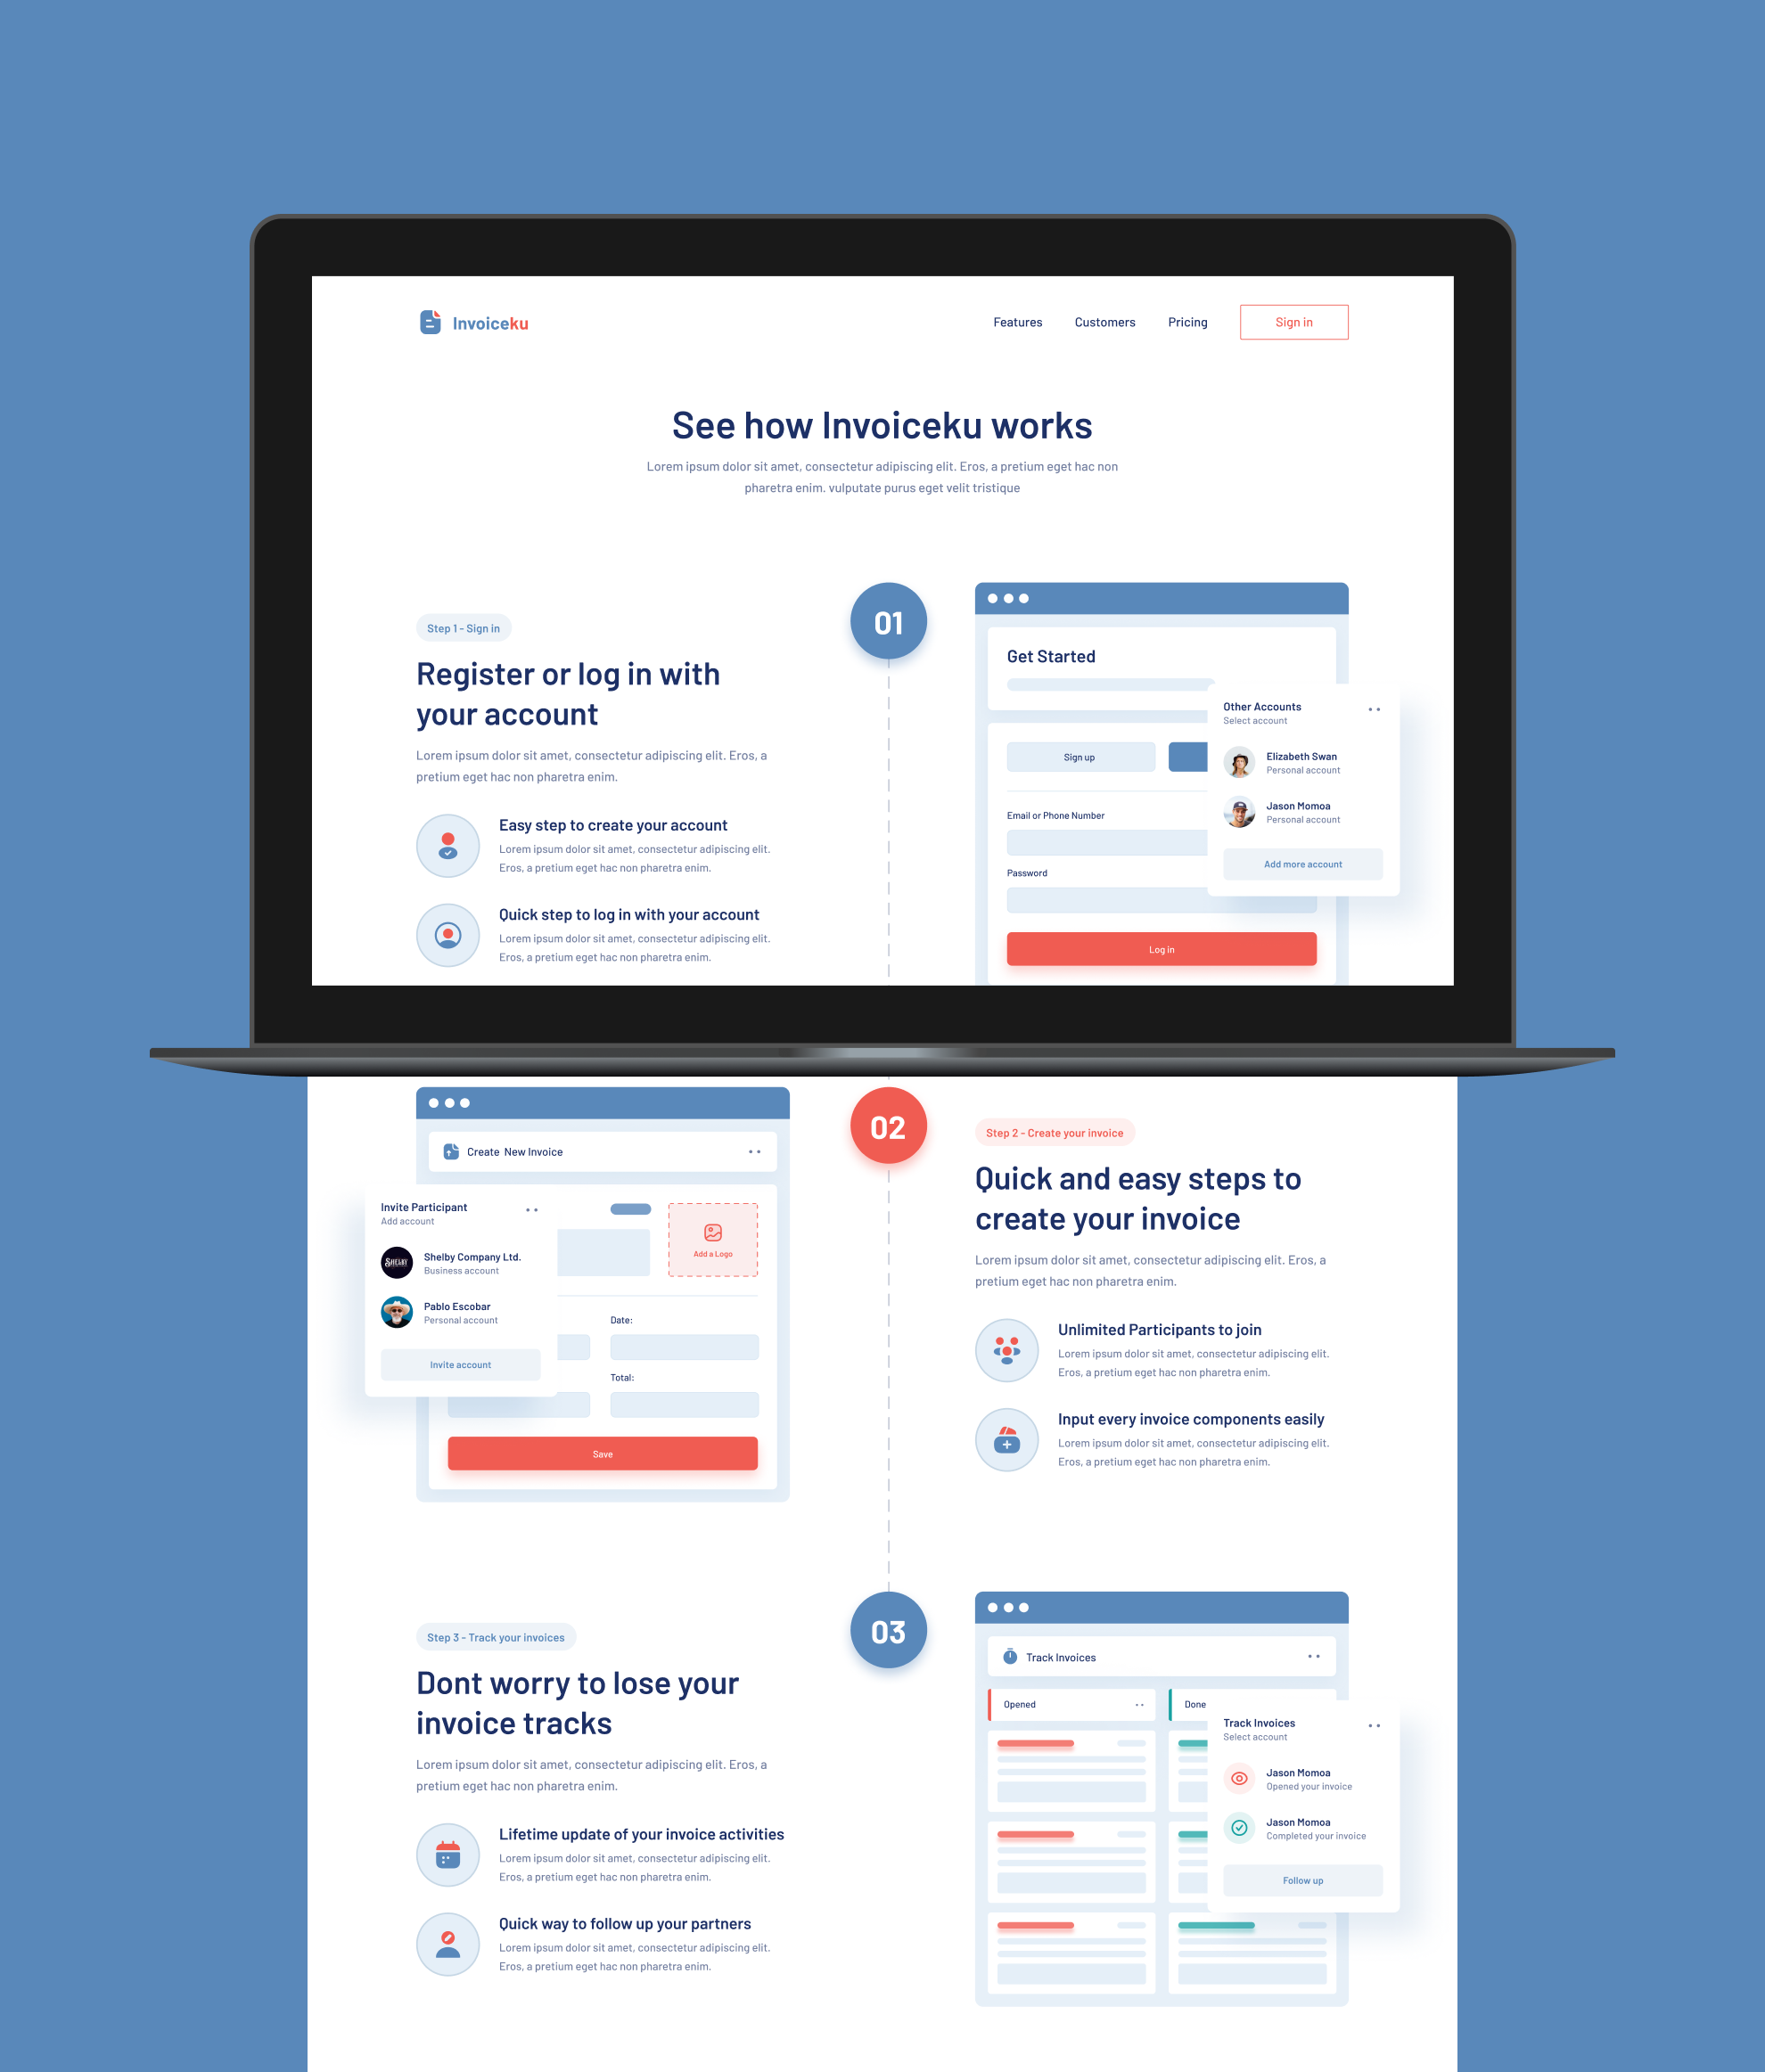 Invoiceku
Features
Customers
Pricing
Sign in
See how Invoiceku works
Lorem ipsum dolor sit amet, consectetur adipiscing elit. Eros, a pretium eget hac non
pharetra enim. vulputate purus eget velit tristique
Step 1 - Sign in
Register or log in with
your account
Lorem ipsum dolor sit amet, consectetur adipiscing elit. Eros, a
pretium eget hac non pharetra enim.
Easy step to create your account
Lorem ipsum dolor sit amet, consectetur adipiscing elit.
Eros, a pretium eget hac non pharetra enim.
Quick step to log in with your account
Lorem ipsum dolor sit amet, consectetur adipiscing elit.
Eros, a pretium eget hac non pharetra enim.
01
Get Started
Sign up
Email or Phone Number
Password
Log in
Other Accounts
Select account
Elizabeth Swan
Personal account
Jason Momoa
Personal account
Add more account
Create New Invoice
Invite Participant
Add account
Shelby Company Ltd.
Business account
Pablo Escobar
Personal account
Invite account
SHELBY
Add a Logo
Date:
Total:
Save
02
Step 2 - Create your invoice
Quick and easy steps to
create your invoice
Lorem ipsum dolor sit amet, consectetur adipiscing elit. Eros, a
pretium eget hac non pharetra enim.
Unlimited Participants to join
Lorem ipsum dolor sit amet, consectetur adipiscing elit.
Eros, a pretium eget hac non pharetra enim.
Input every invoice components easily
Lorem ipsum dolor sit amet, consectetur adipiscing elit.
Eros, a pretium eget hac non pharetra enim.
Step 3 - Track your invoices
Dont worry to lose your
invoice tracks
Lorem ipsum dolor sit amet, consectetur adipiscing elit. Eros, a
pretium eget hac non pharetra enim.
Lifetime update of your invoice activities
Lorem ipsum dolor sit amet, consectetur adipiscing elit.
Eros, a pretium eget hac non pharetra enim.
Quick way to follow up your partners
Lorem ipsum dolor sit amet, consectetur adipiscing elit.
Eros, a pretium eget hac non pharetra enim.
03
Track Invoices
Opened
Done
Track Invoices
Select account
Jason Momoa
Opened your invoice
Jason Momoa
Completed your invoice
Follow up